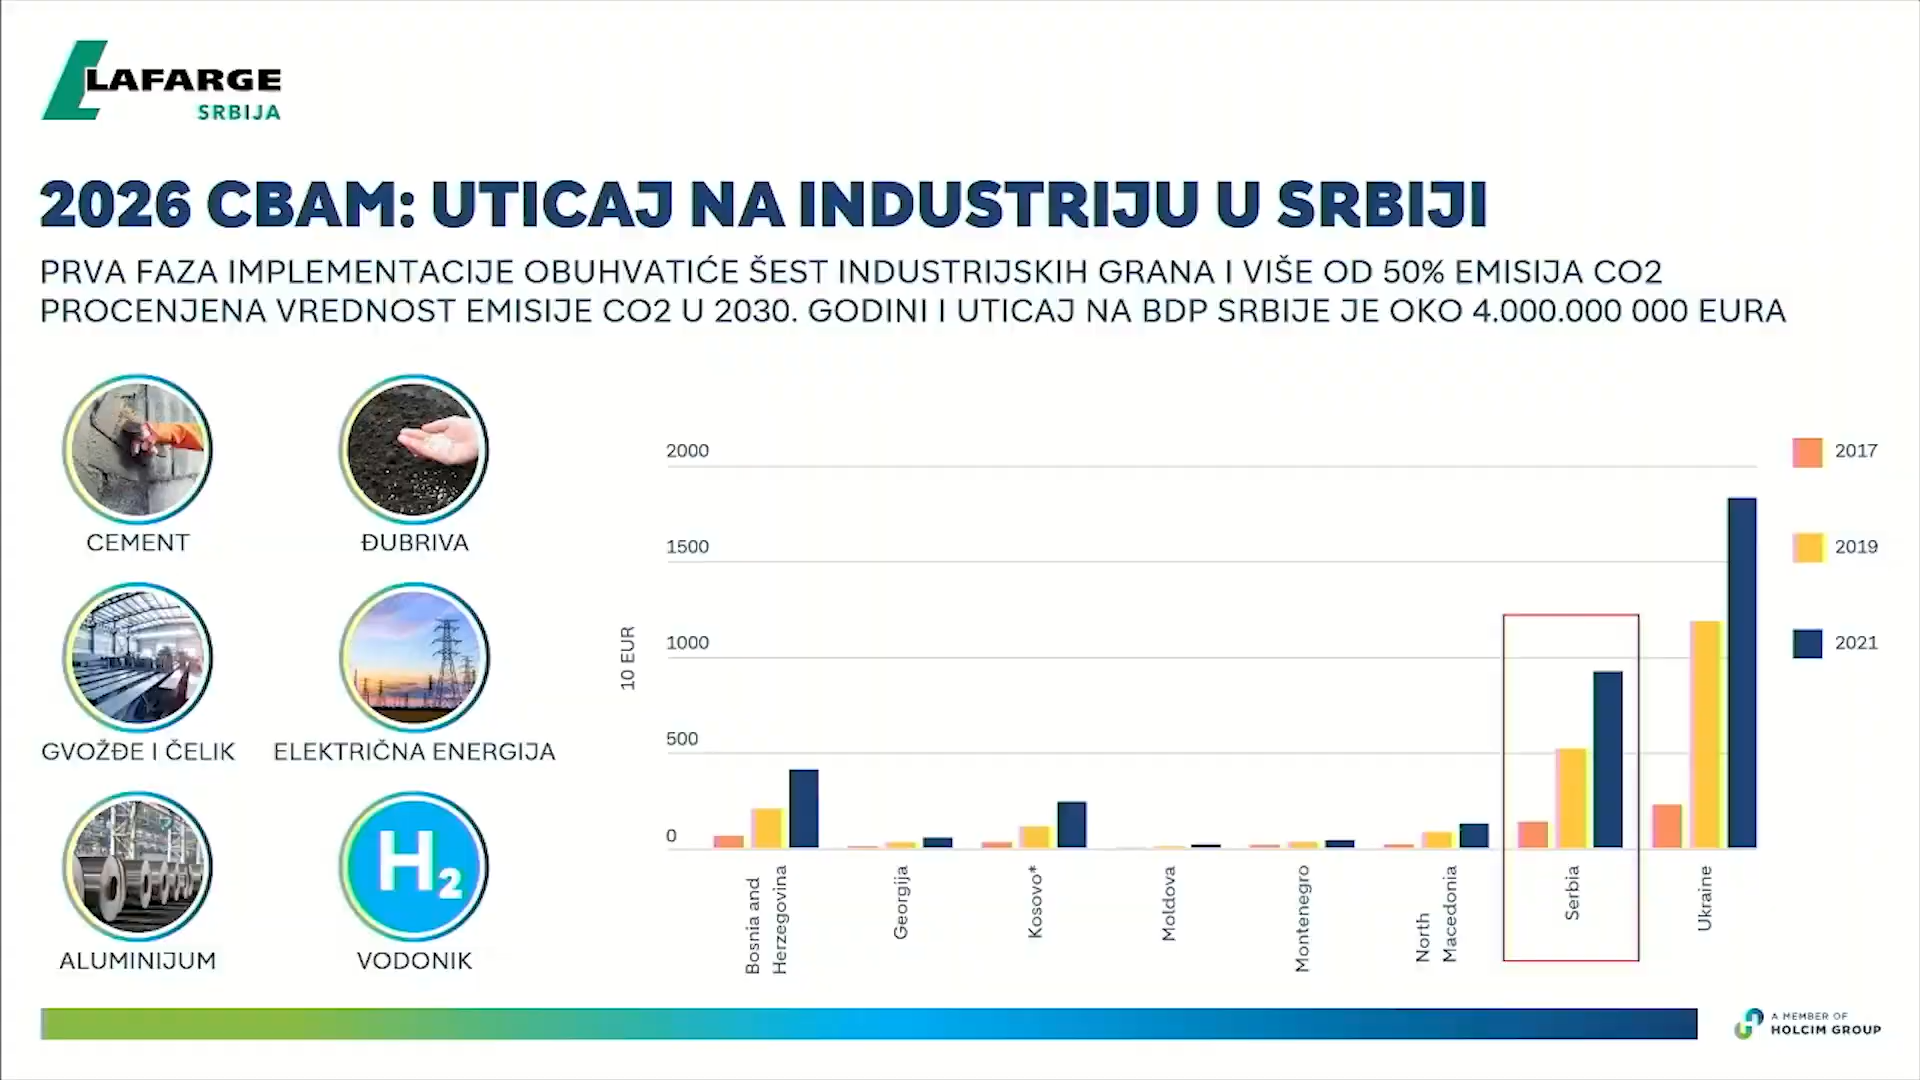 LAFARGE
SRBIJA
2026 CBAM: UTICAJ NA INDUSTRIJU U SRBIJI
PRVA FAZA IMPLEMENTACIJE OBUHVATIĆE ŠEST INDUSTRIJSKIH GRANA I VIŠE OD 50% EMISIJA CO2
PROCENJENA VREDNOST EMISIJE CO2 U 2030. GODINI I UTICAJ NA BDP SRBIJE JE OKO 4.000.000 000 EURA
CEMENT
ĐUBRIVA
GVOŽĐE I ČELIK
ELEKTRIČNA ENERGIJA
ALUMINIJUM
H2
VODONIK
2000
1500
1000
500
0
10 EUR
Bosnia and
Herzegovina
Georgija
Kosovo*
Moldova
Montenegro
North
Macedonia
Serbia
Ukraine
2017
2019
2021
A MEMBER OF
HOLCIM GROUP